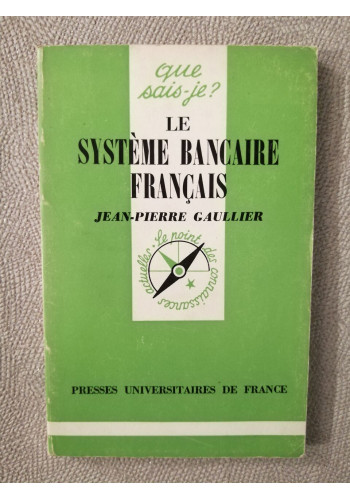 que
sais-je?
LE
SYSTÈME BANCAIRE
FRANÇAIS
JEAN-PIERRE GAULLIER
Le point des connaissances actuelles
PRESSES UNIVERSITAIRES DE FRANCE